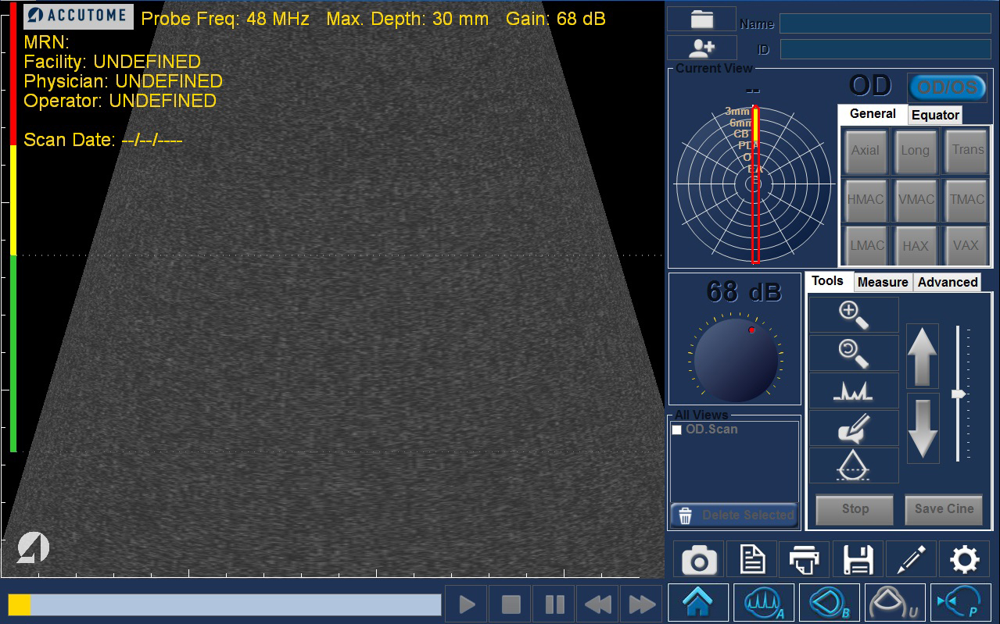 ACCUTOME Probe Freq: 48 MHz Max. Depth: 30 mm Gain: 68 dB
MRN:
Facility: UNDEFINED
Physician: UNDEFINED
Operator: UNDEFINED
Scan Date: --/--/----
Name
ID
Current View
--
OD
OD/OS
3mm
6mm
CB
O
EA
General Equator
Axial Long Trans
HMAC VMAC TMAC
LMAC HAX VAX
68 dB
Tools Measure Advanced
All Views
OD.Scan
Delete Selected
Stop Save Cine
A
B
U
P